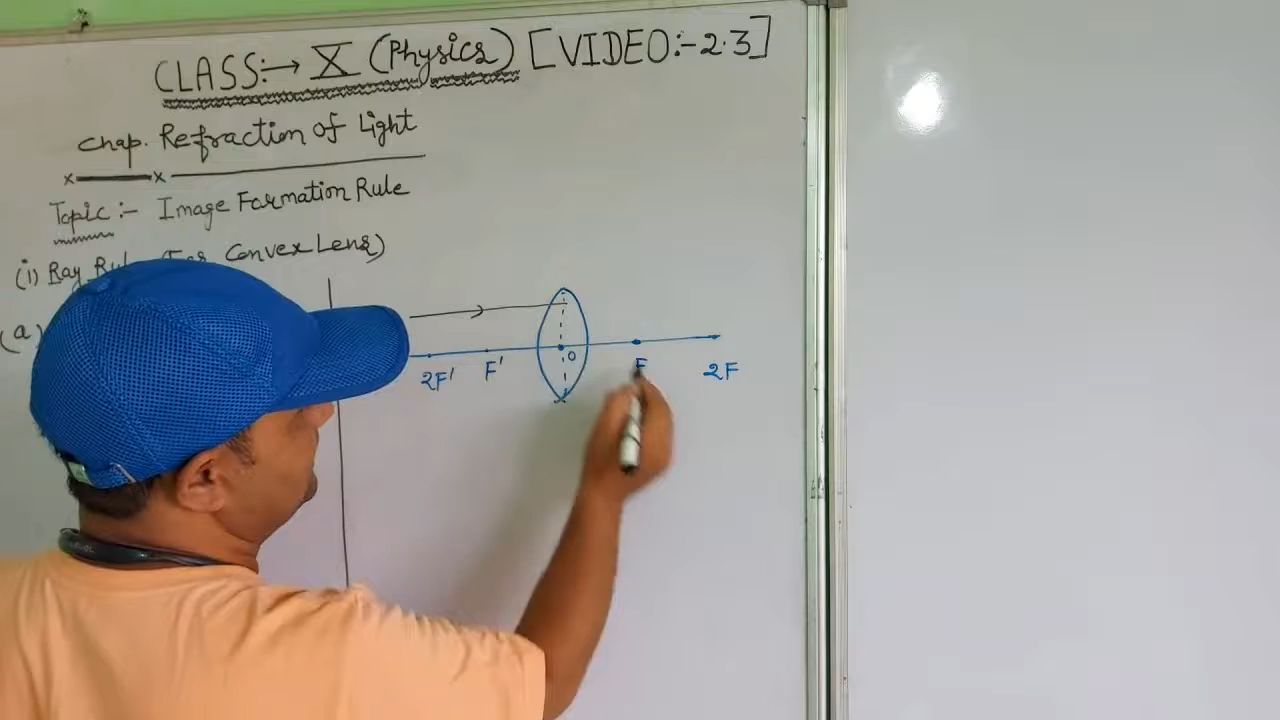 CLASS:→ X (Physics) [VIDEO:-2.3]
Chap. Refraction of Light
Topic:- Image Formation Rule
(i) Ray Convex Lens)
(a)
2F' F' O F 2F